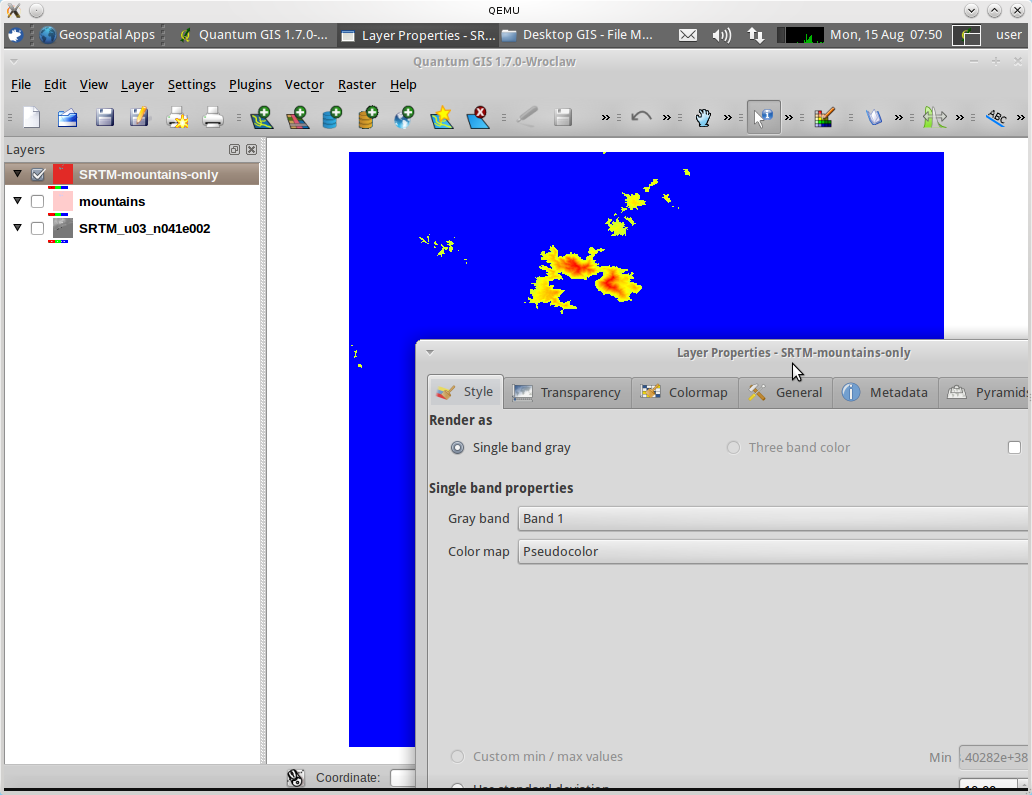 QEMU
Geospatial Apps
Quantum GIS 1.7.0-...
Layer Properties - SR...
Desktop GIS - File M...
Mon, 15 Aug 07:50
user
Quantum GIS 1.7.0-Wroclaw
File Edit View Layer Settings Plugins Vector Raster Help
ABC
Layers
SRTM-mountains-only
mountains
SRTM_u03_n041e002
Layer Properties - SRTM-mountains-only
Style Transparency Colormap General Metadata Pyramids
Render as
Single band gray Three band color
Single band properties
Gray band Band 1
Color map Pseudocolor
Custom min / max values Min .40282e+38
Coordinate:
Use standard deviation